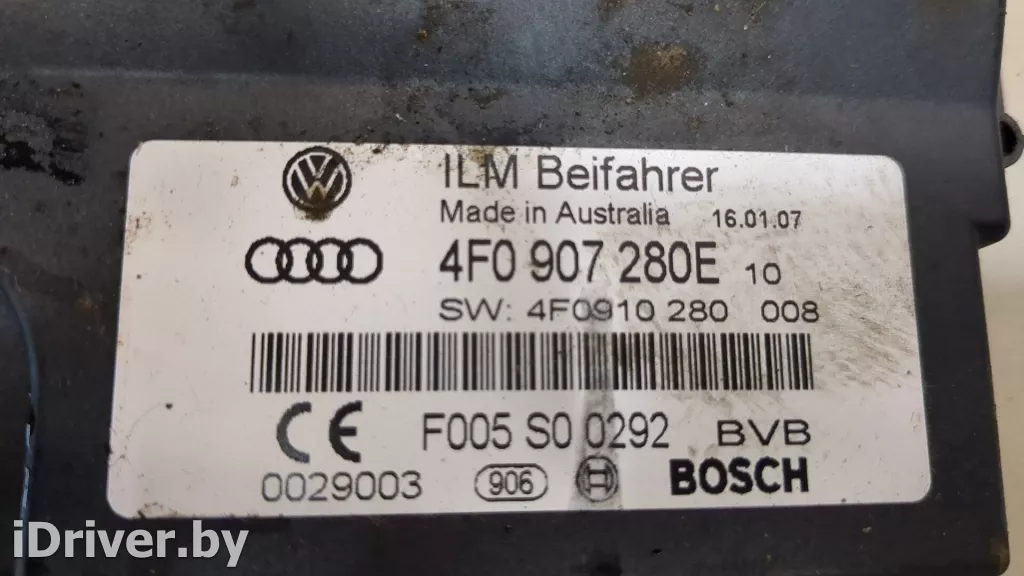 ILM Beifahrer
Made in Australia 16.01.07
4F0 907 280E 10
SW: 4F0910 280 008
CE F005 S0 0292 BVB
0029003 906 BOSCH
iDriver.by